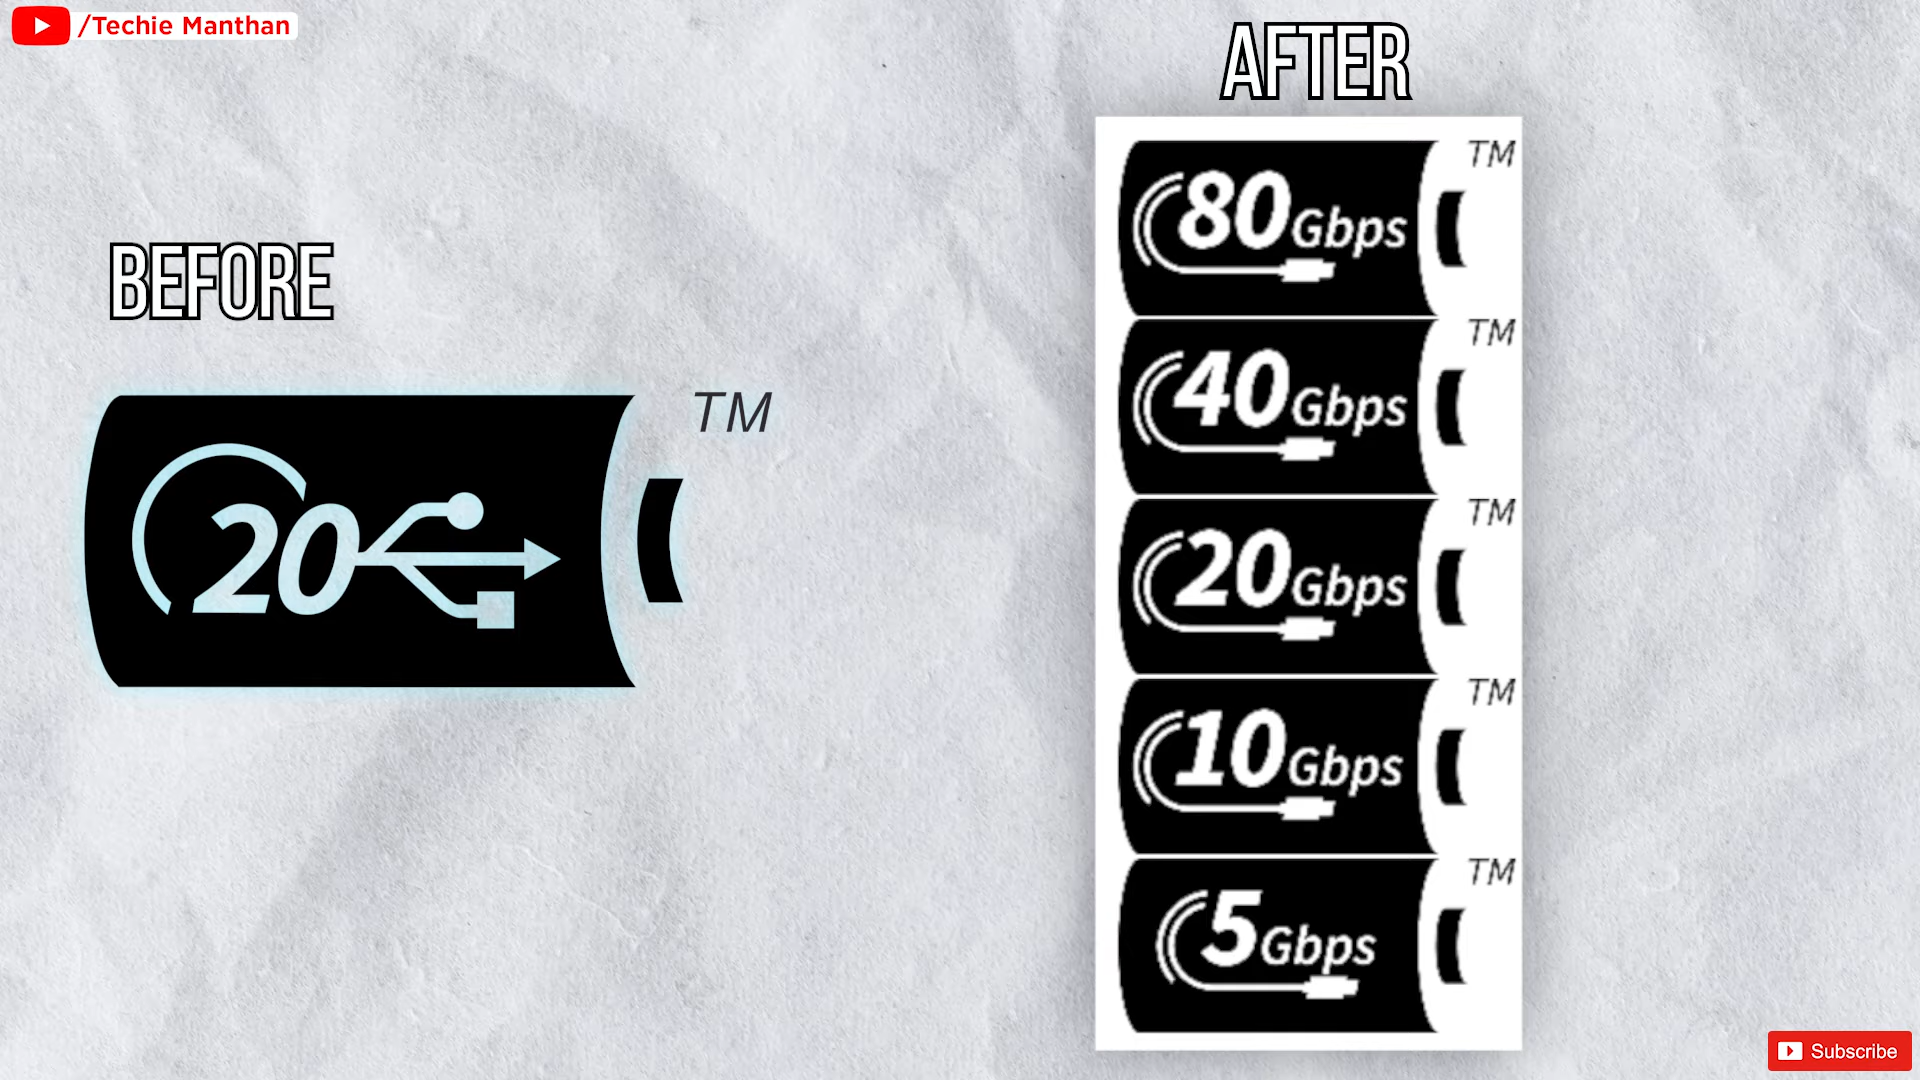 /Techie Manthan
BEFORE
20
TM
AFTER
80Gbps
TM
40Gbps
TM
20Gbps
TM
10Gbps
TM
5Gbps
TM
Subscribe